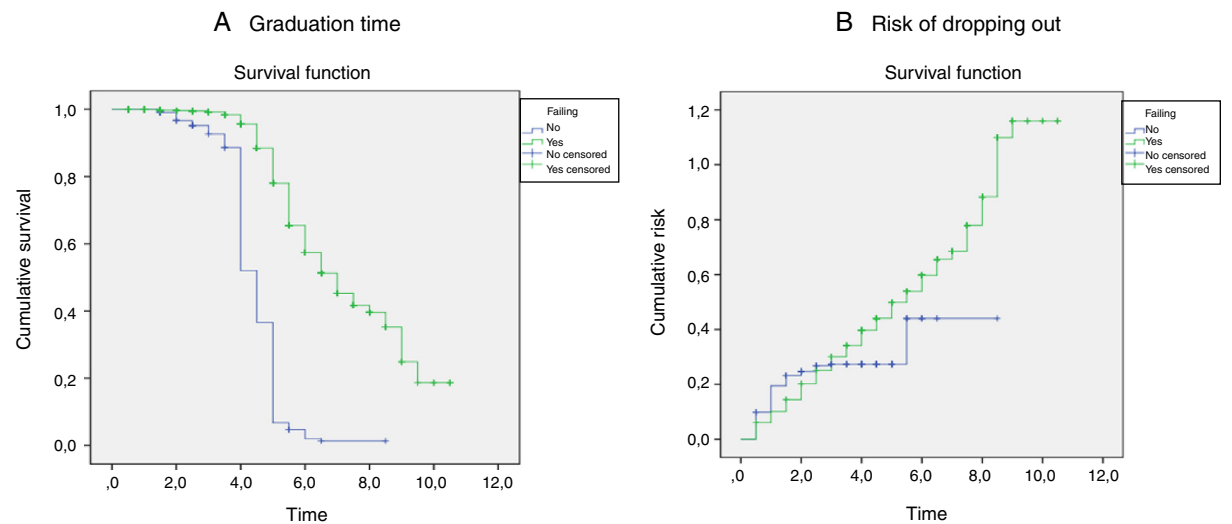 A Graduation time
Survival function
Cumulative survival
1,0
0,8
0,6
0,4
0,2
0,0
,0 2,0 4,0 6,0 8,0 10,0 12,0
Time
Failing
No
Yes
No censored
Yes censored
B Risk of dropping out
Survival function
Cumulative risk
1,2
1,0
0,8
0,6
0,4
0,2
0,0
,0 2,0 4,0 6,0 8,0 10,0 12,0
Time
Failing
No
Yes
No censored
Yes censored